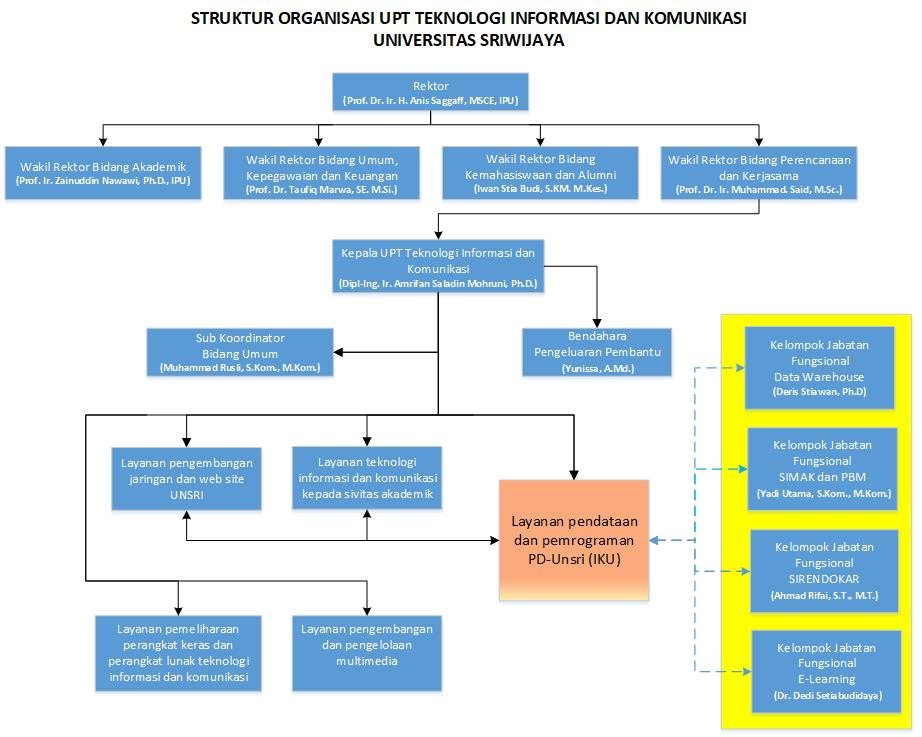 STRUKTUR ORGANISASI UPT TEKNOLOGI INFORMASI DAN KOMUNIKASI
UNIVERSITAS SRIWIJAYA
Rektor
(Prof. Dr. Ir. H. Anis Saggaff, MSCE, IPU)
Wakil Rektor Bidang Akademik
(Prof. Ir. Zainuddin Nawawi, Ph.D., IPU)
Wakil Rektor Bidang Umum,
Kepegawaian dan Keuangan
(Prof. Dr. Taufiq Marwa, SE. M.Si.)
Wakil Rektor Bidang
Kemahasiswaan dan Alumni
(Iwan Stia Budi, S.KM. M.Kes.)
Wakil Rektor Bidang Perencanaan
dan Kerjasama
(Prof. Dr. Ir. Muhammad. Said, M.Sc.)
Kepala UPT Teknologi Informasi dan
Komunikasi
(Dipl-Ing. Ir. Amrifan Saladin Mohruni, Ph.D.)
Sub Koordinator
Bidang Umum
(Muhammad Rusli, S.Kom., M.Kom.)
Bendahara
Pengeluaran Pembantu
(Yunissa, A.Md.)
Kelompok Jabatan
Fungsional
Data Warehouse
(Deris Stiawan, Ph.D)
Kelompok Jabatan
Fungsional
SIMAK dan PBM
(Yadi Utama, S.Kom., M.Kom.)
Kelompok Jabatan
Fungsional
SIRENDOKAR
(Ahmad Rifai, S.T., M.T.)
Kelompok Jabatan
Fungsional
E-Learning
(Dr. Dedi Setiabudidaya)
Layanan pengembangan
jaringan dan web site
UNSRI
Layanan teknologi
informasi dan komunikasi
kepada sivitas akademik
Layanan pendataan
dan pemrograman
PD-Unsri (IKU)
Layanan pemeliharaan
perangkat keras dan
perangkat lunak teknologi
informasi dan komunikasi
Layanan pengembangan
dan pengelolaan
multimedia